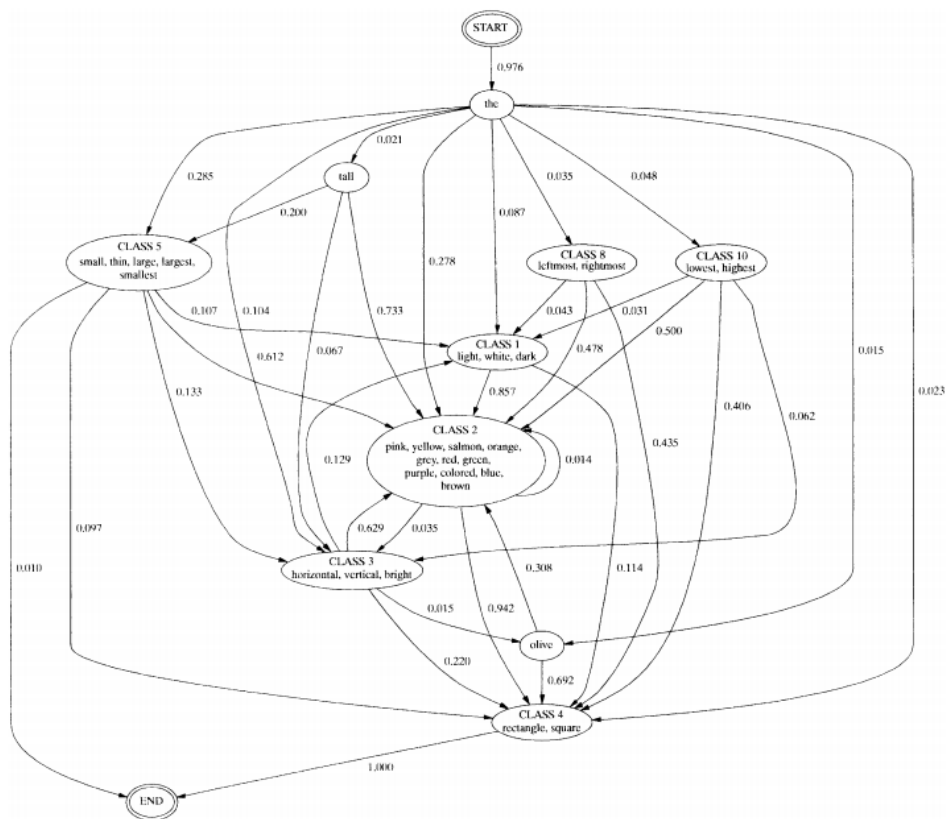 START
0.976
the
0.021
tall
0.285
0.035
0.048
0.200
0.087
CLASS 5
small, thin, large, largest,
smallest
CLASS 8
leftmost, rightmost
CLASS 10
lowest, highest
0.278
0.107
0.104
0.733
0.043
0.031
0.500
CLASS 1
light, white, dark
0.478
0.015
0.612
0.067
0.133
0.857
0.023
0.406
0.062
CLASS 2
pink, yellow, salmon, orange,
grey, red, green,
purple, colored, blue,
brown
0.435
0.129
0.014
0.097
0.629
0.035
0.010
CLASS 3
horizontal, vertical, bright
0.308
0.114
0.015
0.942
olive
0.220
0.692
CLASS 4
rectangle, square
1.000
END